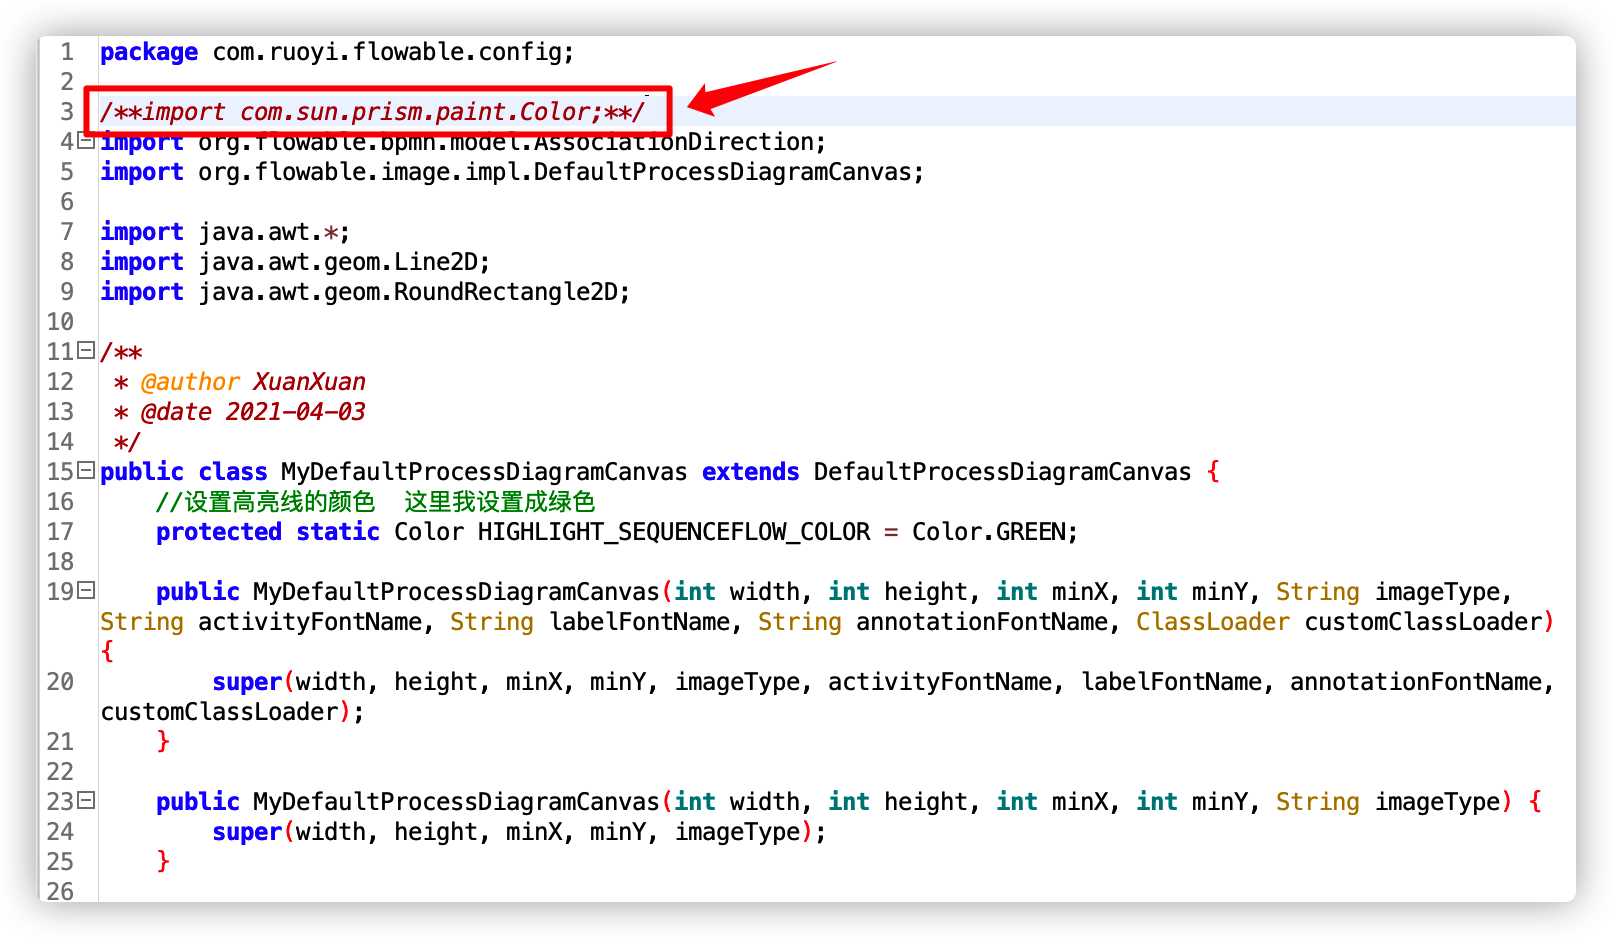 1 package com.ruoyi.flowable.config;
2
3 /**import com.sun.prism.paint.Color;**/
4 import org.flowable.bpmn.model.AssociationDirection;
5 import org.flowable.image.impl.DefaultProcessDiagramCanvas;
6
7 import java.awt.*;
8 import java.awt.geom.Line2D;
9 import java.awt.geom.RoundRectangle2D;
10
11 /**
12 * @author XuanXuan
13 * @date 2021-04-03
14 */
15 public class MyDefaultProcessDiagramCanvas extends DefaultProcessDiagramCanvas {
16 //设置高亮线的颜色  这里我设置成绿色
17 protected static Color HIGHLIGHT_SEQUENCEFLOW_COLOR = Color.GREEN;
18
19 public MyDefaultProcessDiagramCanvas(int width, int height, int minX, int minY, String imageType,
String activityFontName, String labelFontName, String annotationFontName, ClassLoader customClassLoader)
{
20 super(width, height, minX, minY, imageType, activityFontName, labelFontName, annotationFontName,
customClassLoader);
21 }
22
23 public MyDefaultProcessDiagramCanvas(int width, int height, int minX, int minY, String imageType) {
24 super(width, height, minX, minY, imageType);
25 }
26